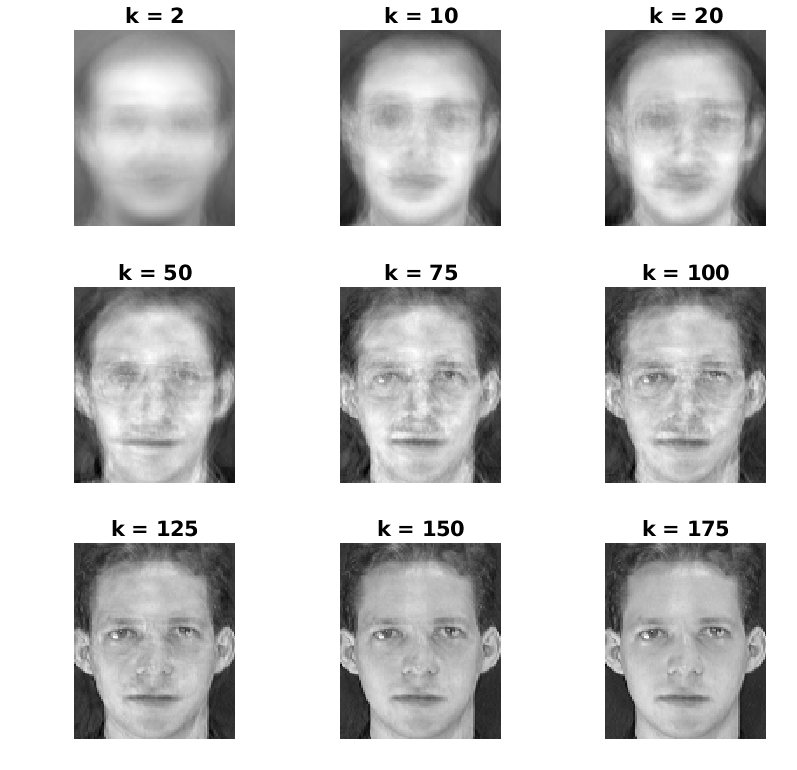 k = 2 k = 10 k = 20
k = 50 k = 75 k = 100
k = 125 k = 150 k = 175